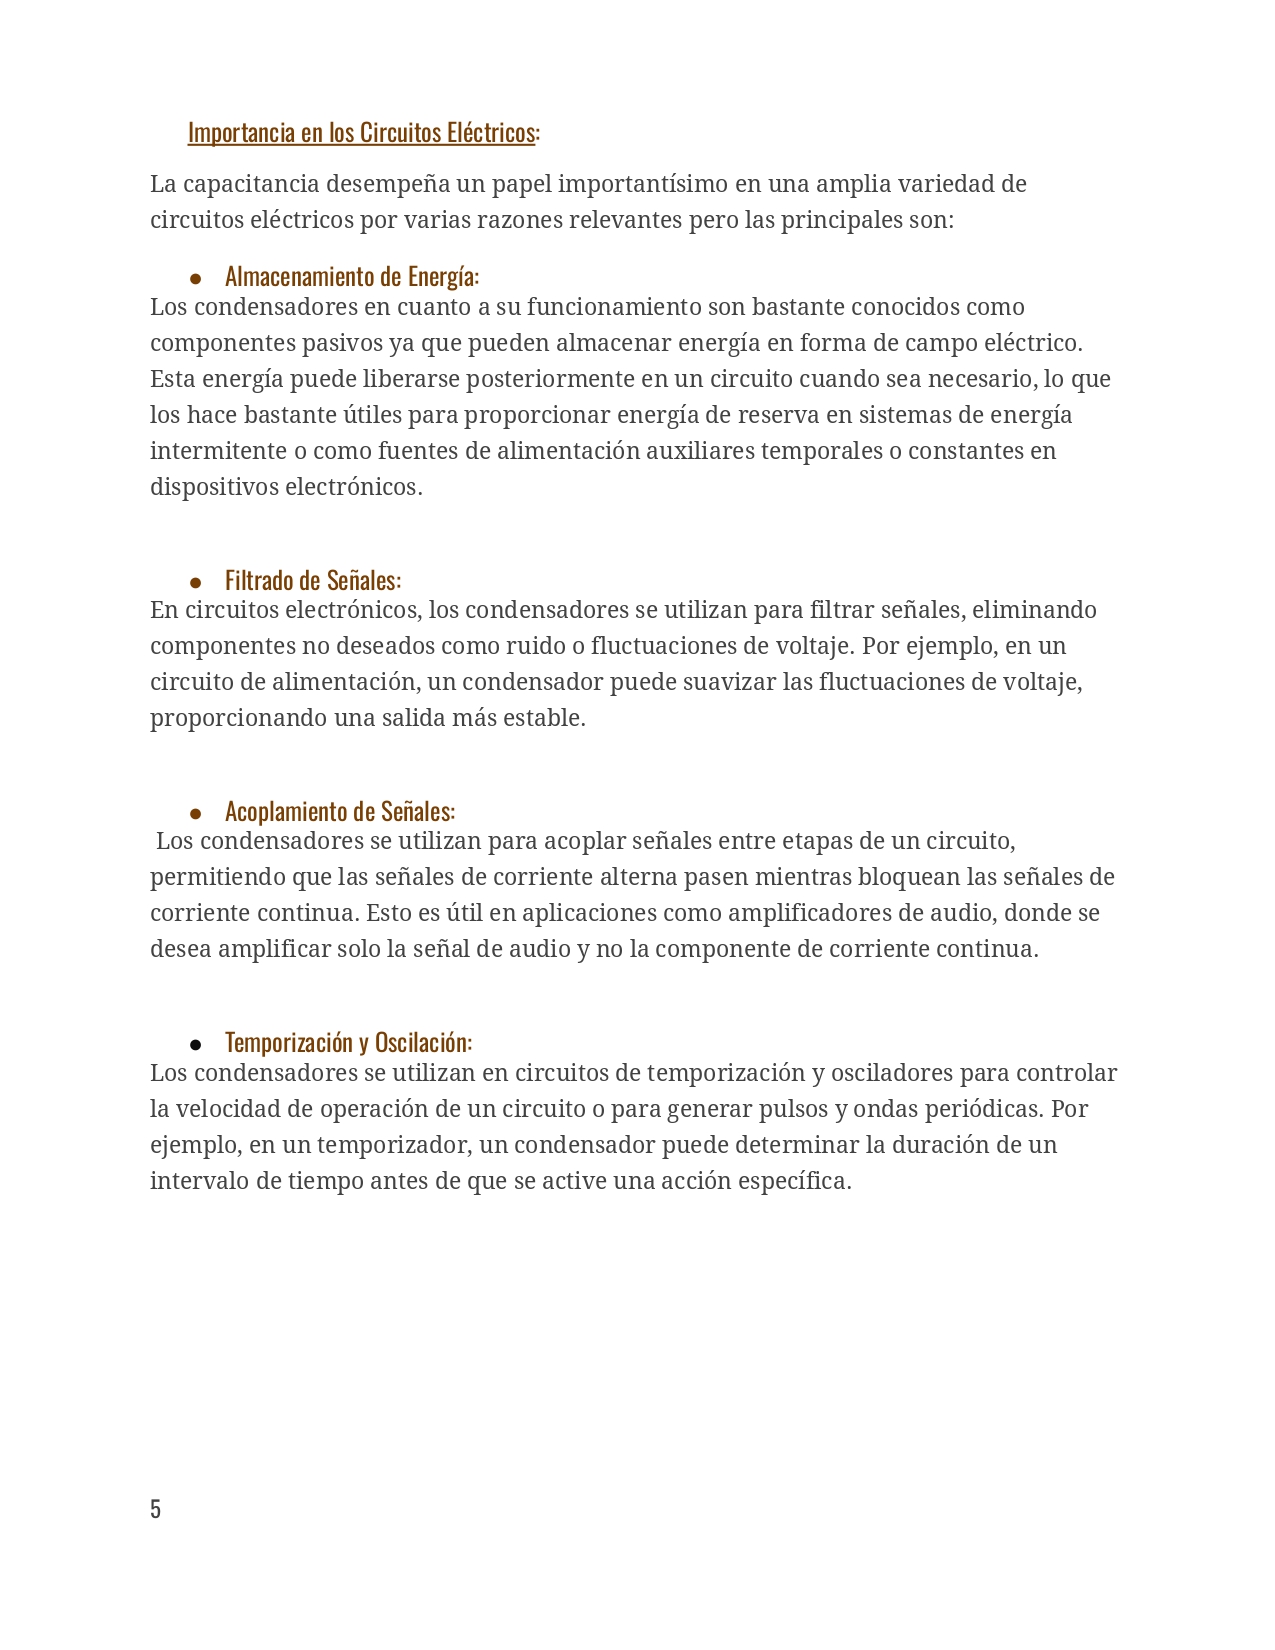 Importancia en los Circuitos Eléctricos:
La capacitancia desempeña un papel importantísimo en una amplia variedad de
circuitos eléctricos por varias razones relevantes pero las principales son:
● Almacenamiento de Energía:
Los condensadores en cuanto a su funcionamiento son bastante conocidos como
componentes pasivos ya que pueden almacenar energía en forma de campo eléctrico.
Esta energía puede liberarse posteriormente en un circuito cuando sea necesario, lo que
los hace bastante útiles para proporcionar energía de reserva en sistemas de energía
intermitente o como fuentes de alimentación auxiliares temporales o constantes en
dispositivos electrónicos.
● Filtrado de Señales:
En circuitos electrónicos, los condensadores se utilizan para filtrar señales, eliminando
componentes no deseados como ruido o fluctuaciones de voltaje. Por ejemplo, en un
circuito de alimentación, un condensador puede suavizar las fluctuaciones de voltaje,
proporcionando una salida más estable.
● Acoplamiento de Señales:
Los condensadores se utilizan para acoplar señales entre etapas de un circuito,
permitiendo que las señales de corriente alterna pasen mientras bloquean las señales de
corriente continua. Esto es útil en aplicaciones como amplificadores de audio, donde se
desea amplificar solo la señal de audio y no la componente de corriente continua.
● Temporización y Oscilación:
Los condensadores se utilizan en circuitos de temporización y osciladores para controlar
la velocidad de operación de un circuito o para generar pulsos y ondas periódicas. Por
ejemplo, en un temporizador, un condensador puede determinar la duración de un
intervalo de tiempo antes de que se active una acción específica.
5